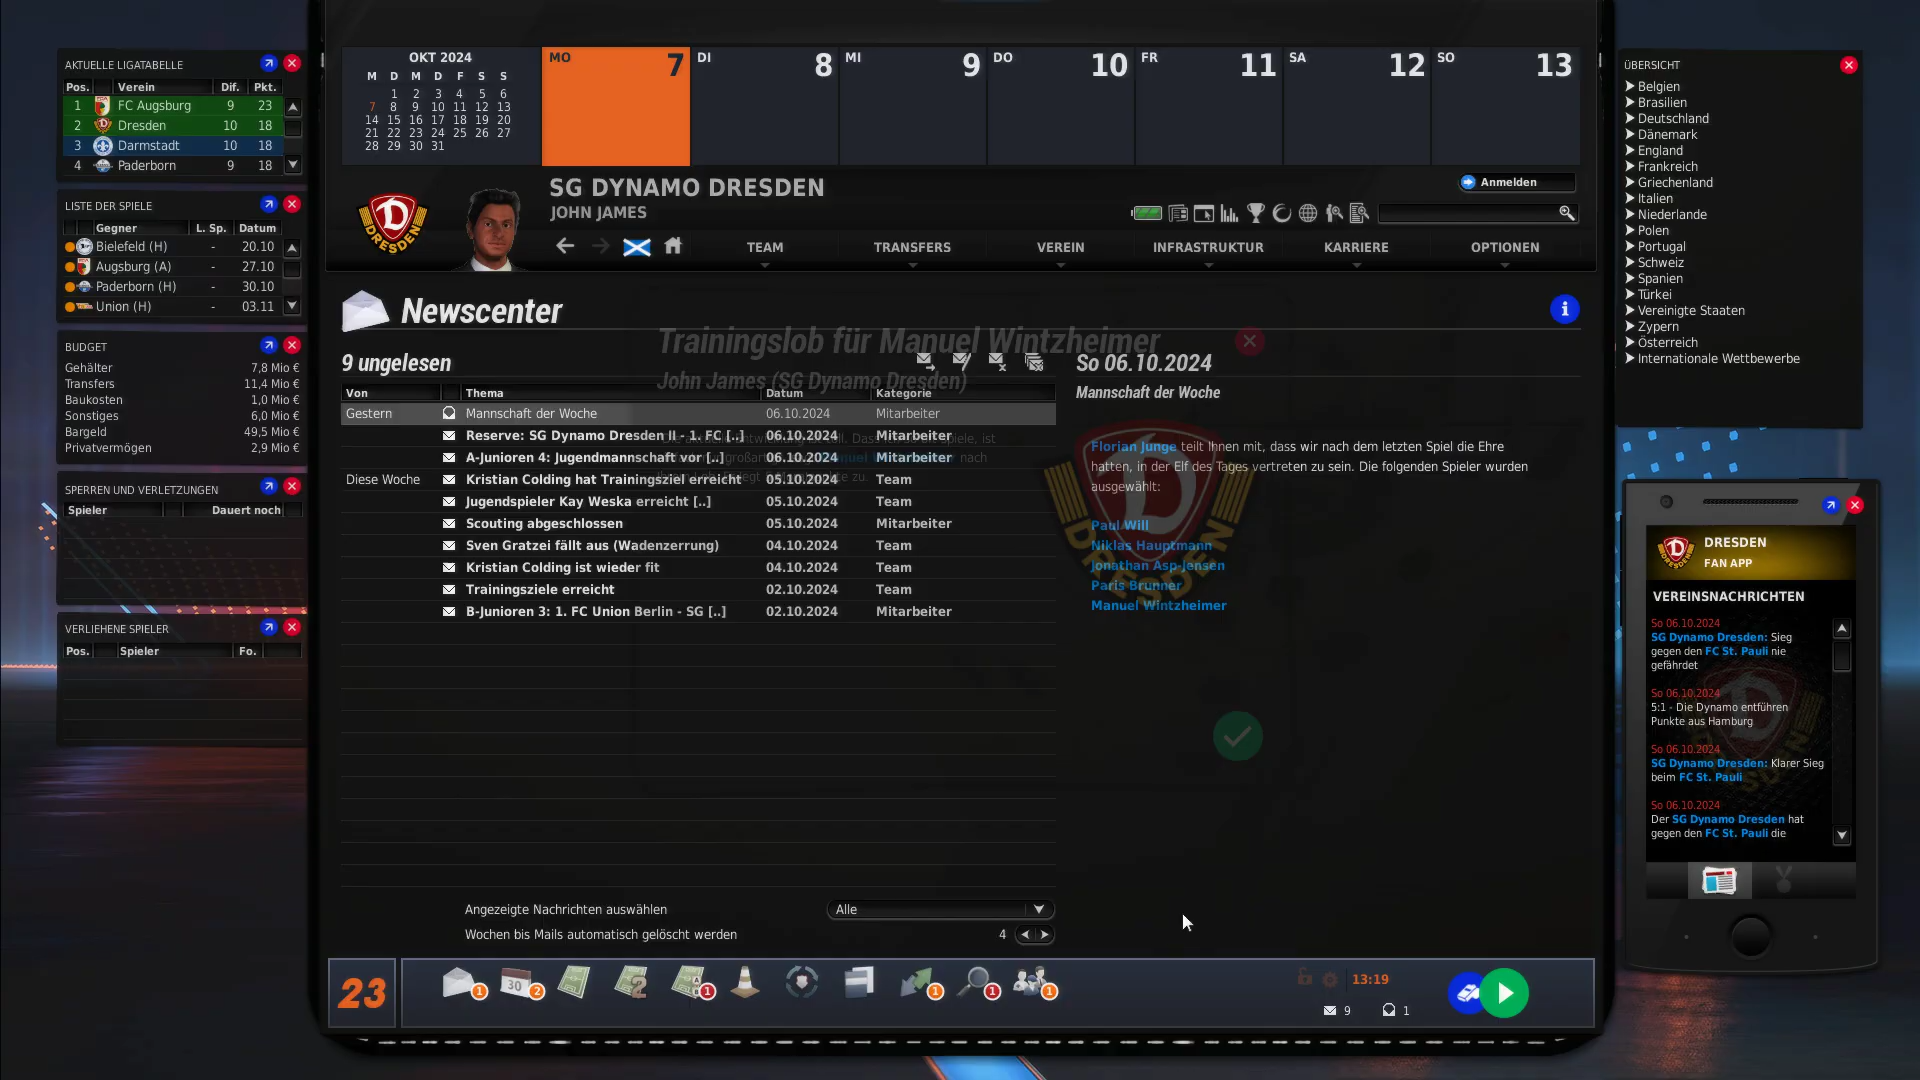 AKTUELLE LIGATABELLE
Pos. Verein Dif. Pkt.
1 FC Augsburg 9 23
2 Dresden 10 18
3 Darmstadt 10 18
4 Paderborn 9 18
LISTE DER SPIELE
Gegner L. Sp. Datum
Bielefeld (H) - 20.10
Augsburg (A) - 27.10
Paderborn (H) - 30.10
Union (H) - 03.11
BUDGET
Gehälter 7,8 Mio €
Transfers 11,4 Mio €
Baukosten 1,0 Mio €
Sonstiges 6,0 Mio €
Bargeld 49,5 Mio €
Privatvermögen 2,9 Mio €
SPERREN UND VERLETZUNGEN
Spieler Dauert noch
VERLIEHENE SPIELER
Pos. Spieler Fo.
OKT 2024
M D M D F S S
1 2 3 4 5 6
7 8 9 10 11 12 13
14 15 16 17 18 19 20
21 22 23 24 25 26 27
28 29 30 31
MO 7 DI 8 MI 9 DO 10 FR 11 SA 12 SO 13
SG DYNAMO DRESDEN
JOHN JAMES
Anmelden
TEAM TRANSFERS VEREIN INFRASTRUKTUR KARRIERE OPTIONEN
Newscenter
Trainingslob für Manuel Wintzheimer
John James (SG Dynamo Dresden)
9 ungelesen
Von Thema Datum Kategorie
Gestern Mannschaft der Woche 06.10.2024 Mitarbeiter
Reserve: SG Dynamo Dresden II - 1. FC [..] 06.10.2024 Mitarbeiter
A-Junioren 4: Jugendmannschaft vor [..] 06.10.2024 Mitarbeiter
Diese Woche Kristian Colding hat Trainingsziel erreicht 05.10.2024 Team
Jugendspieler Kay Weska erreicht [..] 05.10.2024 Team
Scouting abgeschlossen 05.10.2024 Mitarbeiter
Sven Gratzei fällt aus (Wadenzerrung) 04.10.2024 Team
Kristian Colding ist wieder fit 04.10.2024 Team
Trainingsziele erreicht 02.10.2024 Team
B-Junioren 3: 1. FC Union Berlin - SG [..] 02.10.2024 Mitarbeiter
Angezeigte Nachrichten auswählen Alle
Wochen bis Mails automatisch gelöscht werden 4
So 06.10.2024
Mannschaft der Woche
Florian Junge teilt Ihnen mit, dass wir nach dem letzten Spiel die Ehre
hatten, in der Elf des Tages vertreten zu sein. Die folgenden Spieler wurden
ausgewählt:
Paul Will
Niklas Hauptmann
Jonathan Asp-Jensen
Paris Brunner
Manuel Wintzheimer
23
1 2 30 2 1 1 1 1
13:19
9 1
ÜBERSICHT
Belgien
Brasilien
Deutschland
Dänemark
England
Frankreich
Griechenland
Italien
Niederlande
Polen
Portugal
Schweiz
Spanien
Türkei
Vereinigte Staaten
Zypern
Österreich
Internationale Wettbewerbe
DRESDEN
FAN APP
VEREINSNACHRICHTEN
So 06.10.2024
SG Dynamo Dresden: Sieg
gegen den FC St. Pauli nie
gefährdet
So 06.10.2024
5:1 - Die Dynamo entführen
Punkte aus Hamburg
So 06.10.2024
SG Dynamo Dresden: Klarer Sieg
beim FC St. Pauli
So 06.10.2024
Der SG Dynamo Dresden hat
gegen den FC St. Pauli die